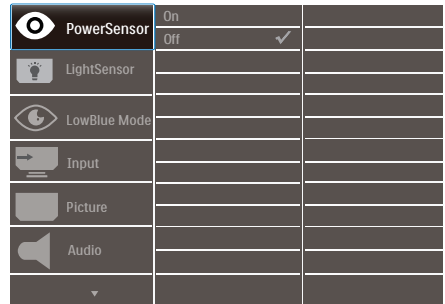 PowerSensor
On
Off
LightSensor
LowBlue Mode
Input
Picture
Audio